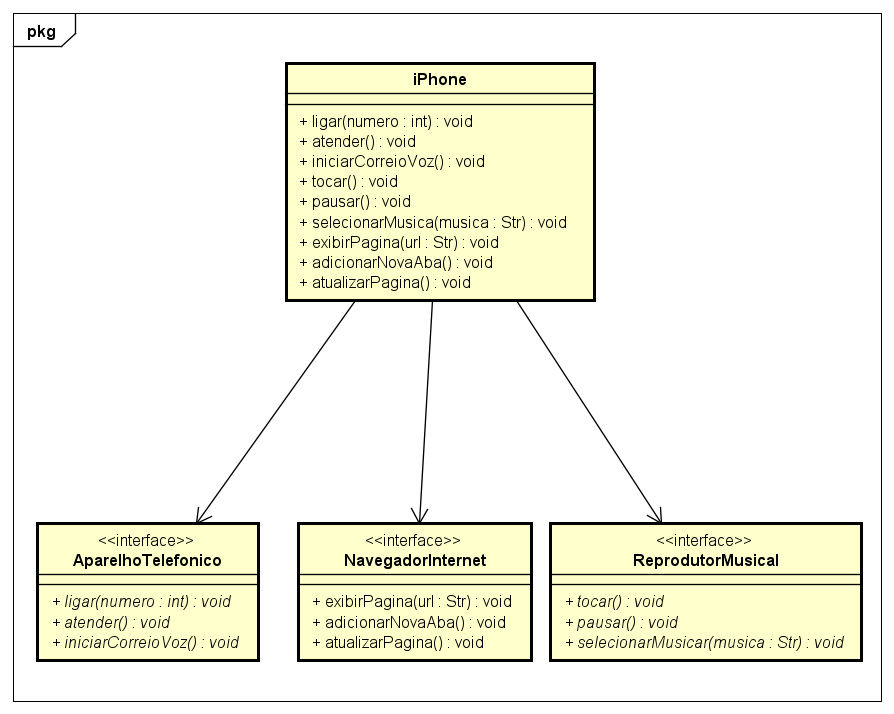 pkg
iPhone
+ ligar(numero : int) : void
+ atender() : void
+ iniciarCorreioVoz() : void
+ tocar() : void
+ pausar() : void
+ selecionarMusica(musica : Str) : void
+ exibirPagina(url : Str) : void
+ adicionarNovaAba() : void
+ atualizarPagina() : void
<<interface>>
AparelhoTelefonico
+ ligar(numero : int) : void
+ atender() : void
+ iniciarCorreioVoz() : void
<<interface>>
NavegadorInternet
+ exibirPagina(url : Str) : void
+ adicionarNovaAba() : void
+ atualizarPagina() : void
<<interface>>
ReprodutorMusical
+ tocar() : void
+ pausar() : void
+ selecionarMusicar(musica : Str) : void